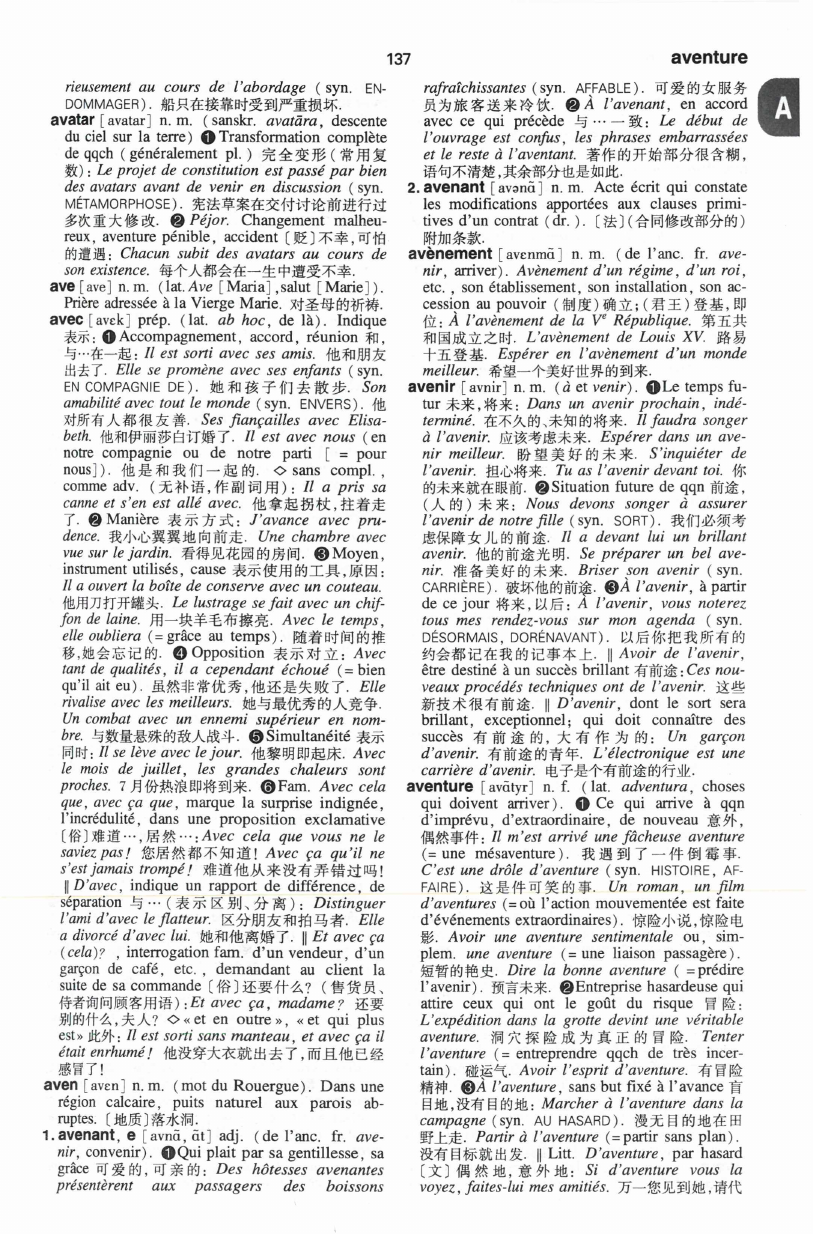 137
aventure
A
rieusement au cours de l'abordage ( syn. EN-
DOMMAGER). 船只在接靠时受到严重损坏.
avatar [avatar] n. m. (sanskr. avatāra, descente
du ciel sur la terre) ❶ Transformation complète
de qqch ( généralement pl. ) 完全变形(常用复
数): Le projet de constitution est passé par bien
des avatars avant de venir en discussion ( syn.
MÉTAMORPHOSE). 宪法草案在交付讨论前进行过
多次重大修改. ❷ Péjor. Changement malheu-
reux, aventure pénible, accident 〔贬〕不幸,可怕
的遭遇: Chacun subit des avatars au cours de
son existence. 每个人都会在一生中遭受不幸.
ave [ave] n. m. (lat. Ave [Maria] ,salut [Marie]).
Prière adressée à la Vierge Marie. 对圣母的祈祷.
avec [avɛk] prép. (lat. ab hoc, de là). Indique
表示: ❶ Accompagnement, accord, réunion 和,
与…在一起: Il est sorti avec ses amis. 他和朋友
出去了. Elle se promène avec ses enfants (syn.
EN COMPAGNIE DE). 她和孩子们去散步. Son
amabilité avec tout le monde (syn. ENVERS). 他
对所有人都很友善. Ses fiançailles avec Elisa-
beth. 他和伊丽莎白订婚了. Il est avec nous (en
notre compagnie ou de notre parti [ = pour
nous]). 他是和我们一起的. ◇ sans compl. ,
comme adv. (无补语,作副词用): Il a pris sa
canne et s'en est allé avec. 他拿起拐杖,拄着走
了. ❷ Manière 表示方式: J'avance avec pru-
dence. 我小心翼翼地向前走. Une chambre avec
vue sur le jardin. 看得见花园的房间. ❸ Moyen,
instrument utilisés, cause 表示使用的工具,原因:
Il a ouvert la boîte de conserve avec un couteau.
他用刀打开罐头. Le lustrage se fait avec un chif-
fon de laine. 用一块羊毛布擦亮. Avec le temps,
elle oubliera (= grâce au temps). 随着时间的推
移,她会忘记的. ❹ Opposition 表示对立: Avec
tant de qualités, il a cependant échoué (= bien
qu'il ait eu). 虽然非常优秀,他还是失败了. Elle
rivalise avec les meilleurs. 她与最优秀的人竞争.
Un combat avec un ennemi supérieur en nom-
bre. 与数量悬殊的敌人战斗. ❺ Simultanéité 表示
同时: Il se lève avec le jour. 他黎明即起床. Avec
le mois de juillet, les grandes chaleurs sont
proches. 7月份热浪即将到来. ❻ Fam. Avec cela
que, avec ça que, marque la surprise indignée,
l'incrédulité, dans une proposition exclamative
〔俗〕难道…,居然…: Avec cela que vous ne le
saviez pas! 您居然都不知道! Avec ça qu'il ne
s'est jamais trompé! 难道他从来没有弄错过吗!
‖ D'avec, indique un rapport de différence, de
séparation 与…(表示区别、分离): Distinguer
l'ami d'avec le flatteur. 区分朋友和拍马者. Elle
a divorcé d'avec lui. 她和他离婚了. ‖ Et avec ça
(cela)? , interrogation fam. d'un vendeur, d'un
garçon de café, etc. , demandant au client la
suite de sa commande 〔俗〕还要什么? (售货员、
侍者询问顾客用语): Et avec ça, madame? 还要
别的什么,夫人? ◇ « et en outre », « et qui plus
est» 此外: Il est sorti sans manteau, et avec ça il
était enrhumé! 他没穿大衣就出去了,而且他已经
感冒了!
aven [avɛn] n. m. (mot du Rouergue). Dans une
région calcaire, puits naturel aux parois ab-
ruptes. 〔地质〕落水洞.
1. avenant, e [avnɑ̃, ɑ̃t] adj. (de l'anc. fr. ave-
nir, convenir). ❶ Qui plait par sa gentillesse, sa
grâce 可爱的,可亲的: Des hôtesses avenantes
présentèrent aux passagers des boissons
rafraîchissantes (syn. AFFABLE). 可爱的女服务
员为旅客送来冷饮. ❷ À l'avenant, en accord
avec ce qui précède 与…一致: Le début de
l'ouvrage est confus, les phrases embarrassées
et le reste à l'aventant. 著作的开始部分很含糊,
语句不清楚,其余部分也是如此.
2. avenant [avənɑ̃] n. m. Acte écrit qui constate
les modifications apportées aux clauses primi-
tives d'un contrat (dr. ). 〔法〕(合同修改部分的)
附加条款.
avènement [avɛnmɑ̃] n. m. (de l'anc. fr. ave-
nir, arriver). Avènement d'un régime, d'un roi,
etc. , son établissement, son installation, son ac-
cession au pouvoir (制度)确立;(君王)登基,即
位: À l'avènement de la Vᵉ République. 第五共
和国成立之时. L'avènement de Louis XV. 路易
十五登基. Espérer en l'avènement d'un monde
meilleur. 希望一个美好世界的到来.
avenir [avnir] n. m. (à et venir). ❶ Le temps fu-
tur 未来,将来: Dans un avenir prochain, indé-
terminé. 在不久的、未知的将来. Il faudra songer
à l'avenir. 应该考虑未来. Espérer dans un ave-
nir meilleur. 盼望美好的未来. S'inquiéter de
l'avenir. 担心将来. Tu as l'avenir devant toi. 你
的未来就在眼前. ❷ Situation future de qqn 前途,
(人的)未来: Nous devons songer à assurer
l'avenir de notre fille (syn. SORT). 我们必须考
虑保障女儿的前途. Il a devant lui un brillant
avenir. 他的前途光明. Se préparer un bel ave-
nir. 准备美好的未来. Briser son avenir ( syn.
CARRIÈRE). 破坏他的前途. ❸ À l'avenir, à partir
de ce jour 将来,以后: A l'avenir, vous noterez
tous mes rendez-vous sur mon agenda ( syn.
DÉSORMAIS, DORÉNAVANT). 以后你把我所有的
约会都记在我的记事本上. ‖ Avoir de l'avenir,
être destiné à un succès brillant 有前途: Ces nou-
veaux procédés techniques ont de l'avenir. 这些
新技术很有前途. ‖ D'avenir, dont le sort sera
brillant, exceptionnel; qui doit connaître des
succès 有前途的,大有作为的: Un garçon
d'avenir. 有前途的青年. L'électronique est une
carrière d'avenir. 电子是个有前途的行业.
aventure [avɑ̃tyr] n. f. ( lat. adventura, choses
qui doivent arriver). ❶ Ce qui arrive à qqn
d'imprévu, d'extraordinaire, de nouveau 意外,
偶然事件: Il m'est arrivé une fâcheuse aventure
(= une mésaventure). 我遇到了一件倒霉事.
C'est une drôle d'aventure (syn. HISTOIRE, AF-
FAIRE). 这是件可笑的事. Un roman, un film
d'aventures (= où l'action mouvementée est faite
d'événements extraordinaires). 惊险小说,惊险电
影. Avoir une aventure sentimentale ou, sim-
plem. une aventure (= une liaison passagère).
短暂的艳史. Dire la bonne aventure ( = prédire
l'avenir). 预言未来. ❷ Entreprise hasardeuse qui
attire ceux qui ont le goût du risque 冒险:
L'expédition dans la grotte devint une véritable
aventure. 洞穴探险成为真正的冒险. Tenter
l'aventure (= entreprendre qqch de très incer-
tain). 碰运气. Avoir l'esprit d'aventure. 有冒险
精神. ❸ À l'aventure, sans but fixé à l'avance 盲
目地,没有目的地: Marcher à l'aventure dans la
campagne (syn. AU HASARD). 漫无目的地在田
野上走. Partir à l'aventure (= partir sans plan).
没有目标就出发. ‖ Litt. D'aventure, par hasard
〔文〕偶然地,意外地: Si d'aventure vous la
voyez, faites-lui mes amitiés. 万一您见到她,请代